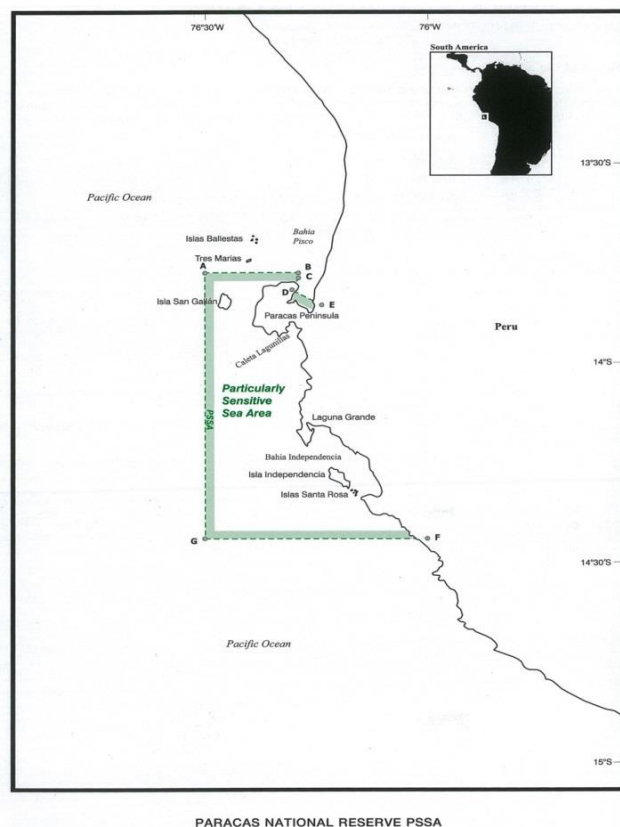 76°30'W
76°W
South America
13°30'S
Pacific Ocean
Islas Ballestas
Bahia
Pisco
Tres Marias
A
B
C
D
E
Isla San Gallán
Paracas Peninsula
Peru
Caleta Lagunillas
14°S
Particularly
Sensitive
Sea Area
PSSA
Laguna Grande
Bahia Independencia
Isla Independencia
Islas Santa Rosa
G
F
14°30'S
Pacific Ocean
15°S
PARACAS NATIONAL RESERVE PSSA